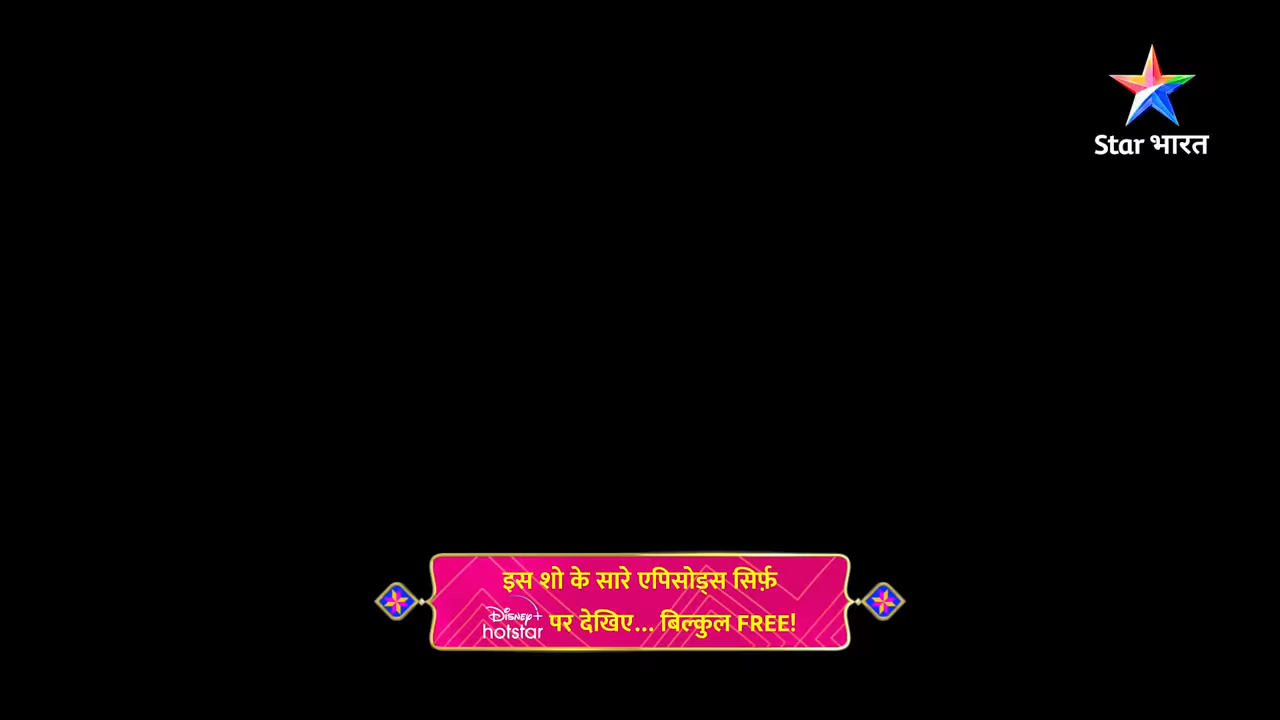 Star भारत
इस शो के सारे एपिसोड्स सिर्फ़
Disney+ hotstar पर देखिए... बिल्कुल FREE!